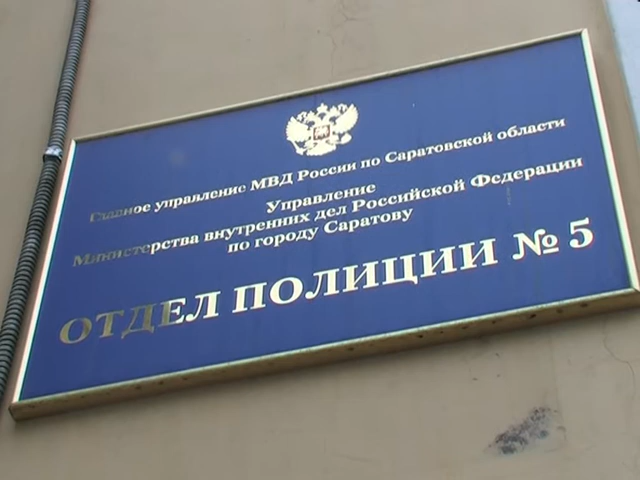 Главное управление МВД России по Саратовской области
Управление
Министерства внутренних дел Российской Федерации
по городу Саратову
ОТДЕЛ ПОЛИЦИИ № 5